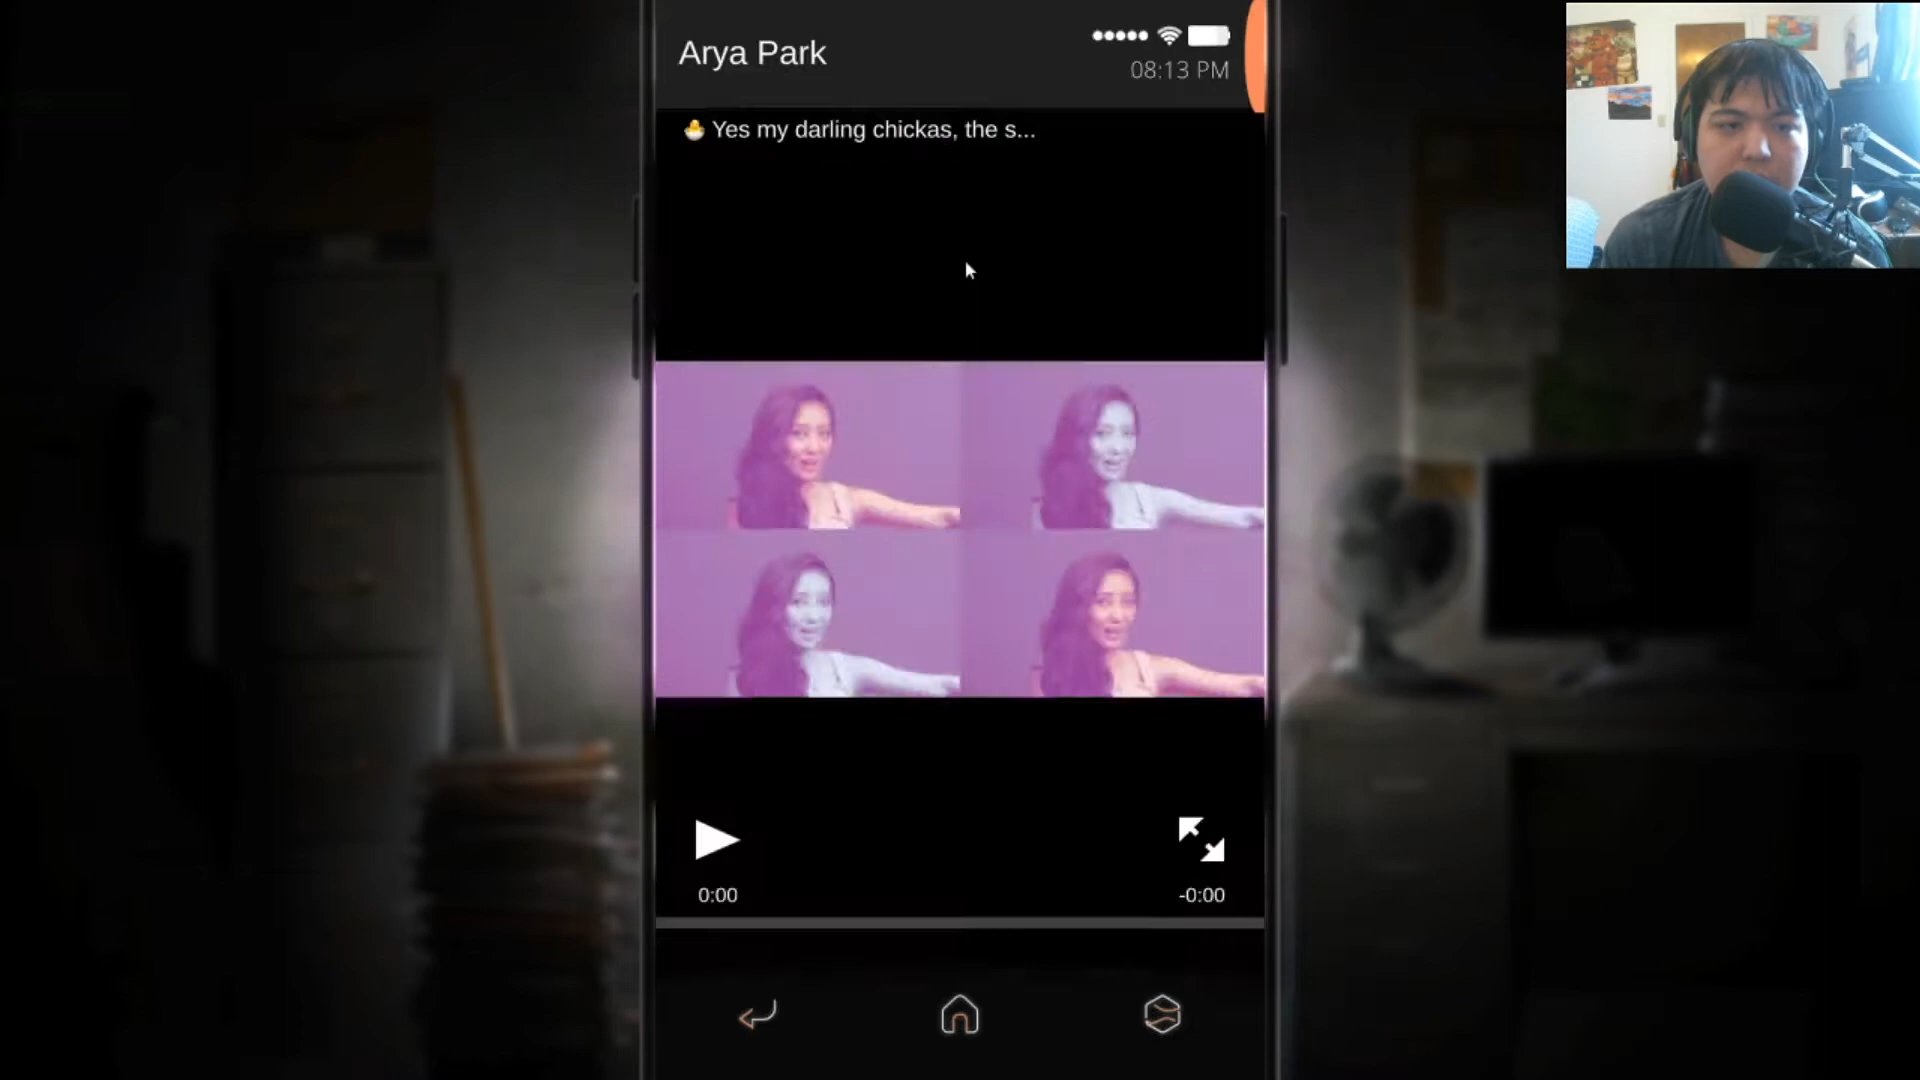 Arya Park
08:13 PM
🐣 Yes my darling chickas, the s...
0:00
-0:00